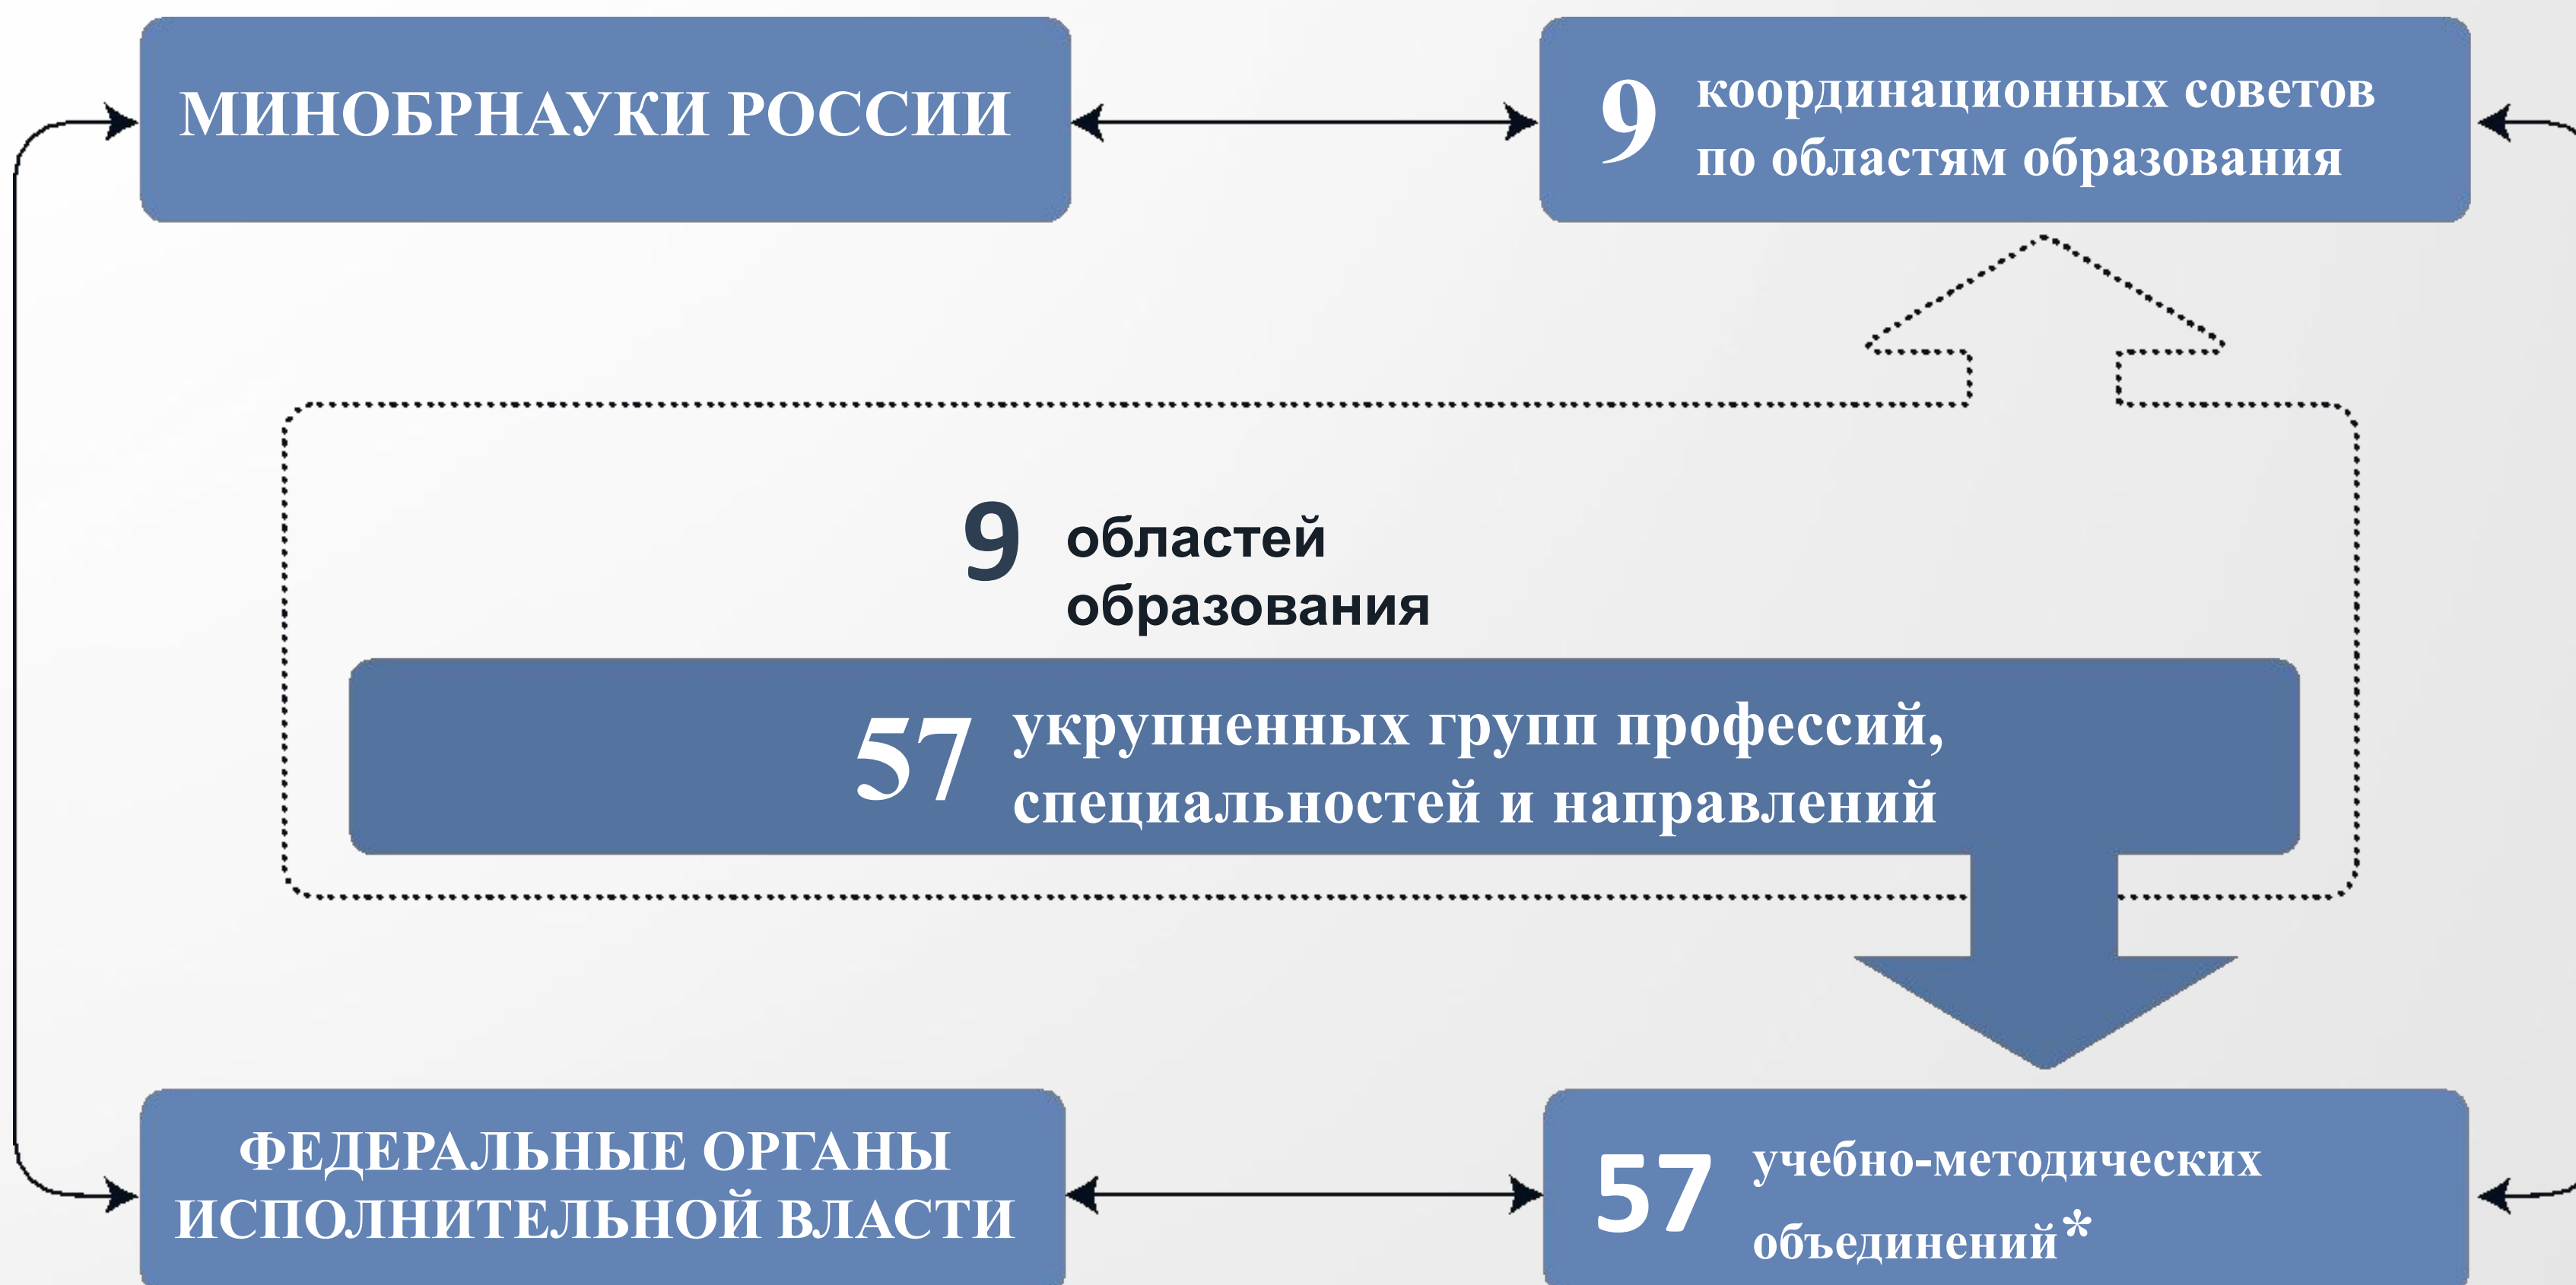 МИНОБРНАУКИ РОССИИ
9 координационных советов
по областям образования
9 областей
образования
57 укрупненных групп профессий,
специальностей и направлений
ФЕДЕРАЛЬНЫЕ ОРГАНЫ
ИСПОЛНИТЕЛЬНОЙ ВЛАСТИ
57 учебно-методических
объединений*